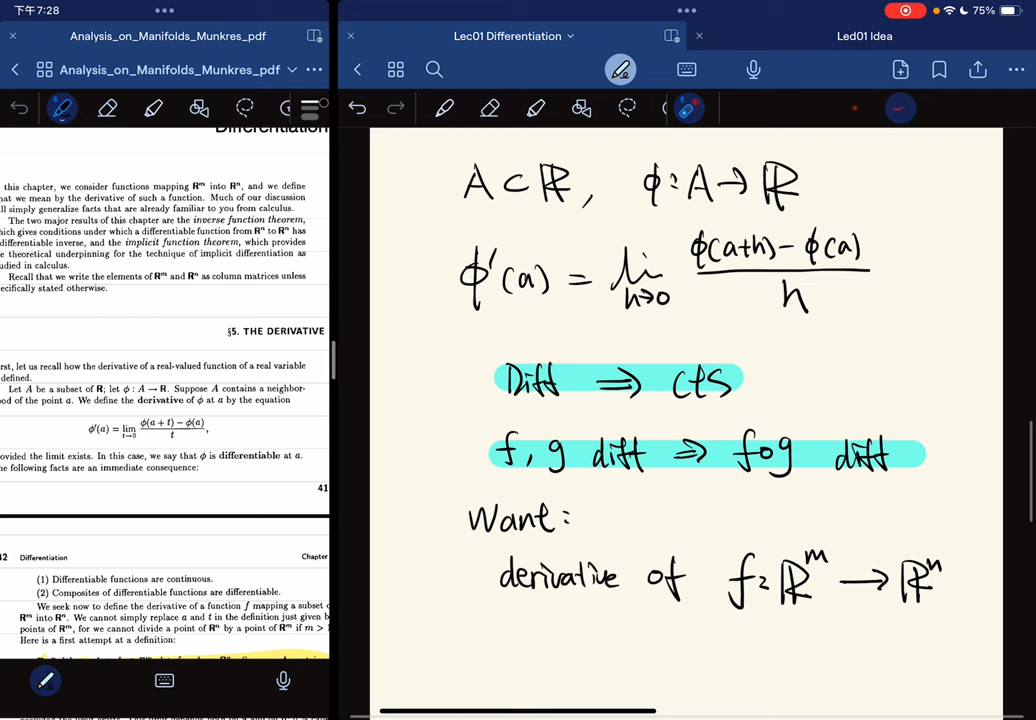 下午7:28
75%
Analysis_on_Manifolds_Munkres_pdf
Analysis_on_Manifolds_Munkres_pdf
this chapter, we consider functions mapping Rᵐ into Rⁿ, and we define
hat we mean by the derivative of such a function. Much of our discussion
ll simply generalize facts that are already familiar to you from calculus.
The two major results of this chapter are the inverse function theorem,
hich gives conditions under which a differentiable function from Rⁿ to Rⁿ has
differentiable inverse, and the implicit function theorem, which provides
e theoretical underpinning for the technique of implicit differentiation as
udied in calculus.
Recall that we write the elements of Rᵐ and Rⁿ as column matrices unless
ecifically stated otherwise.
§5. THE DERIVATIVE
rst, let us recall how the derivative of a real-valued function of a real variable
defined.
Let A be a subset of R; let ϕ : A → R. Suppose A contains a neighbor-
ood of the point a. We define the derivative of ϕ at a by the equation
ϕ′(a) = lim t→0 (ϕ(a + t) − ϕ(a))/t,
ovided the limit exists. In this case, we say that ϕ is differentiable at a.
e following facts are an immediate consequence:
41
42 Differentiation Chapter
(1) Differentiable functions are continuous.
(2) Composites of differentiable functions are differentiable.
We seek now to define the derivative of a function f mapping a subset o
Rᵐ into Rⁿ. We cannot simply replace a and t in the definition just given b
points of Rᵐ, for we cannot divide a point of Rⁿ by a point of Rᵐ if m > 1
Here is a first attempt at a definition:
Lec01 Differentiation
Led01 Idea
A ⊂ ℝ, ϕ : A → ℝ
ϕ′(a) = lim h→0 (ϕ(a+h) − ϕ(a))/h
Diff ⟹ cts
f, g diff ⟹ f∘g diff
Want:
derivative of f : ℝᵐ → ℝⁿ